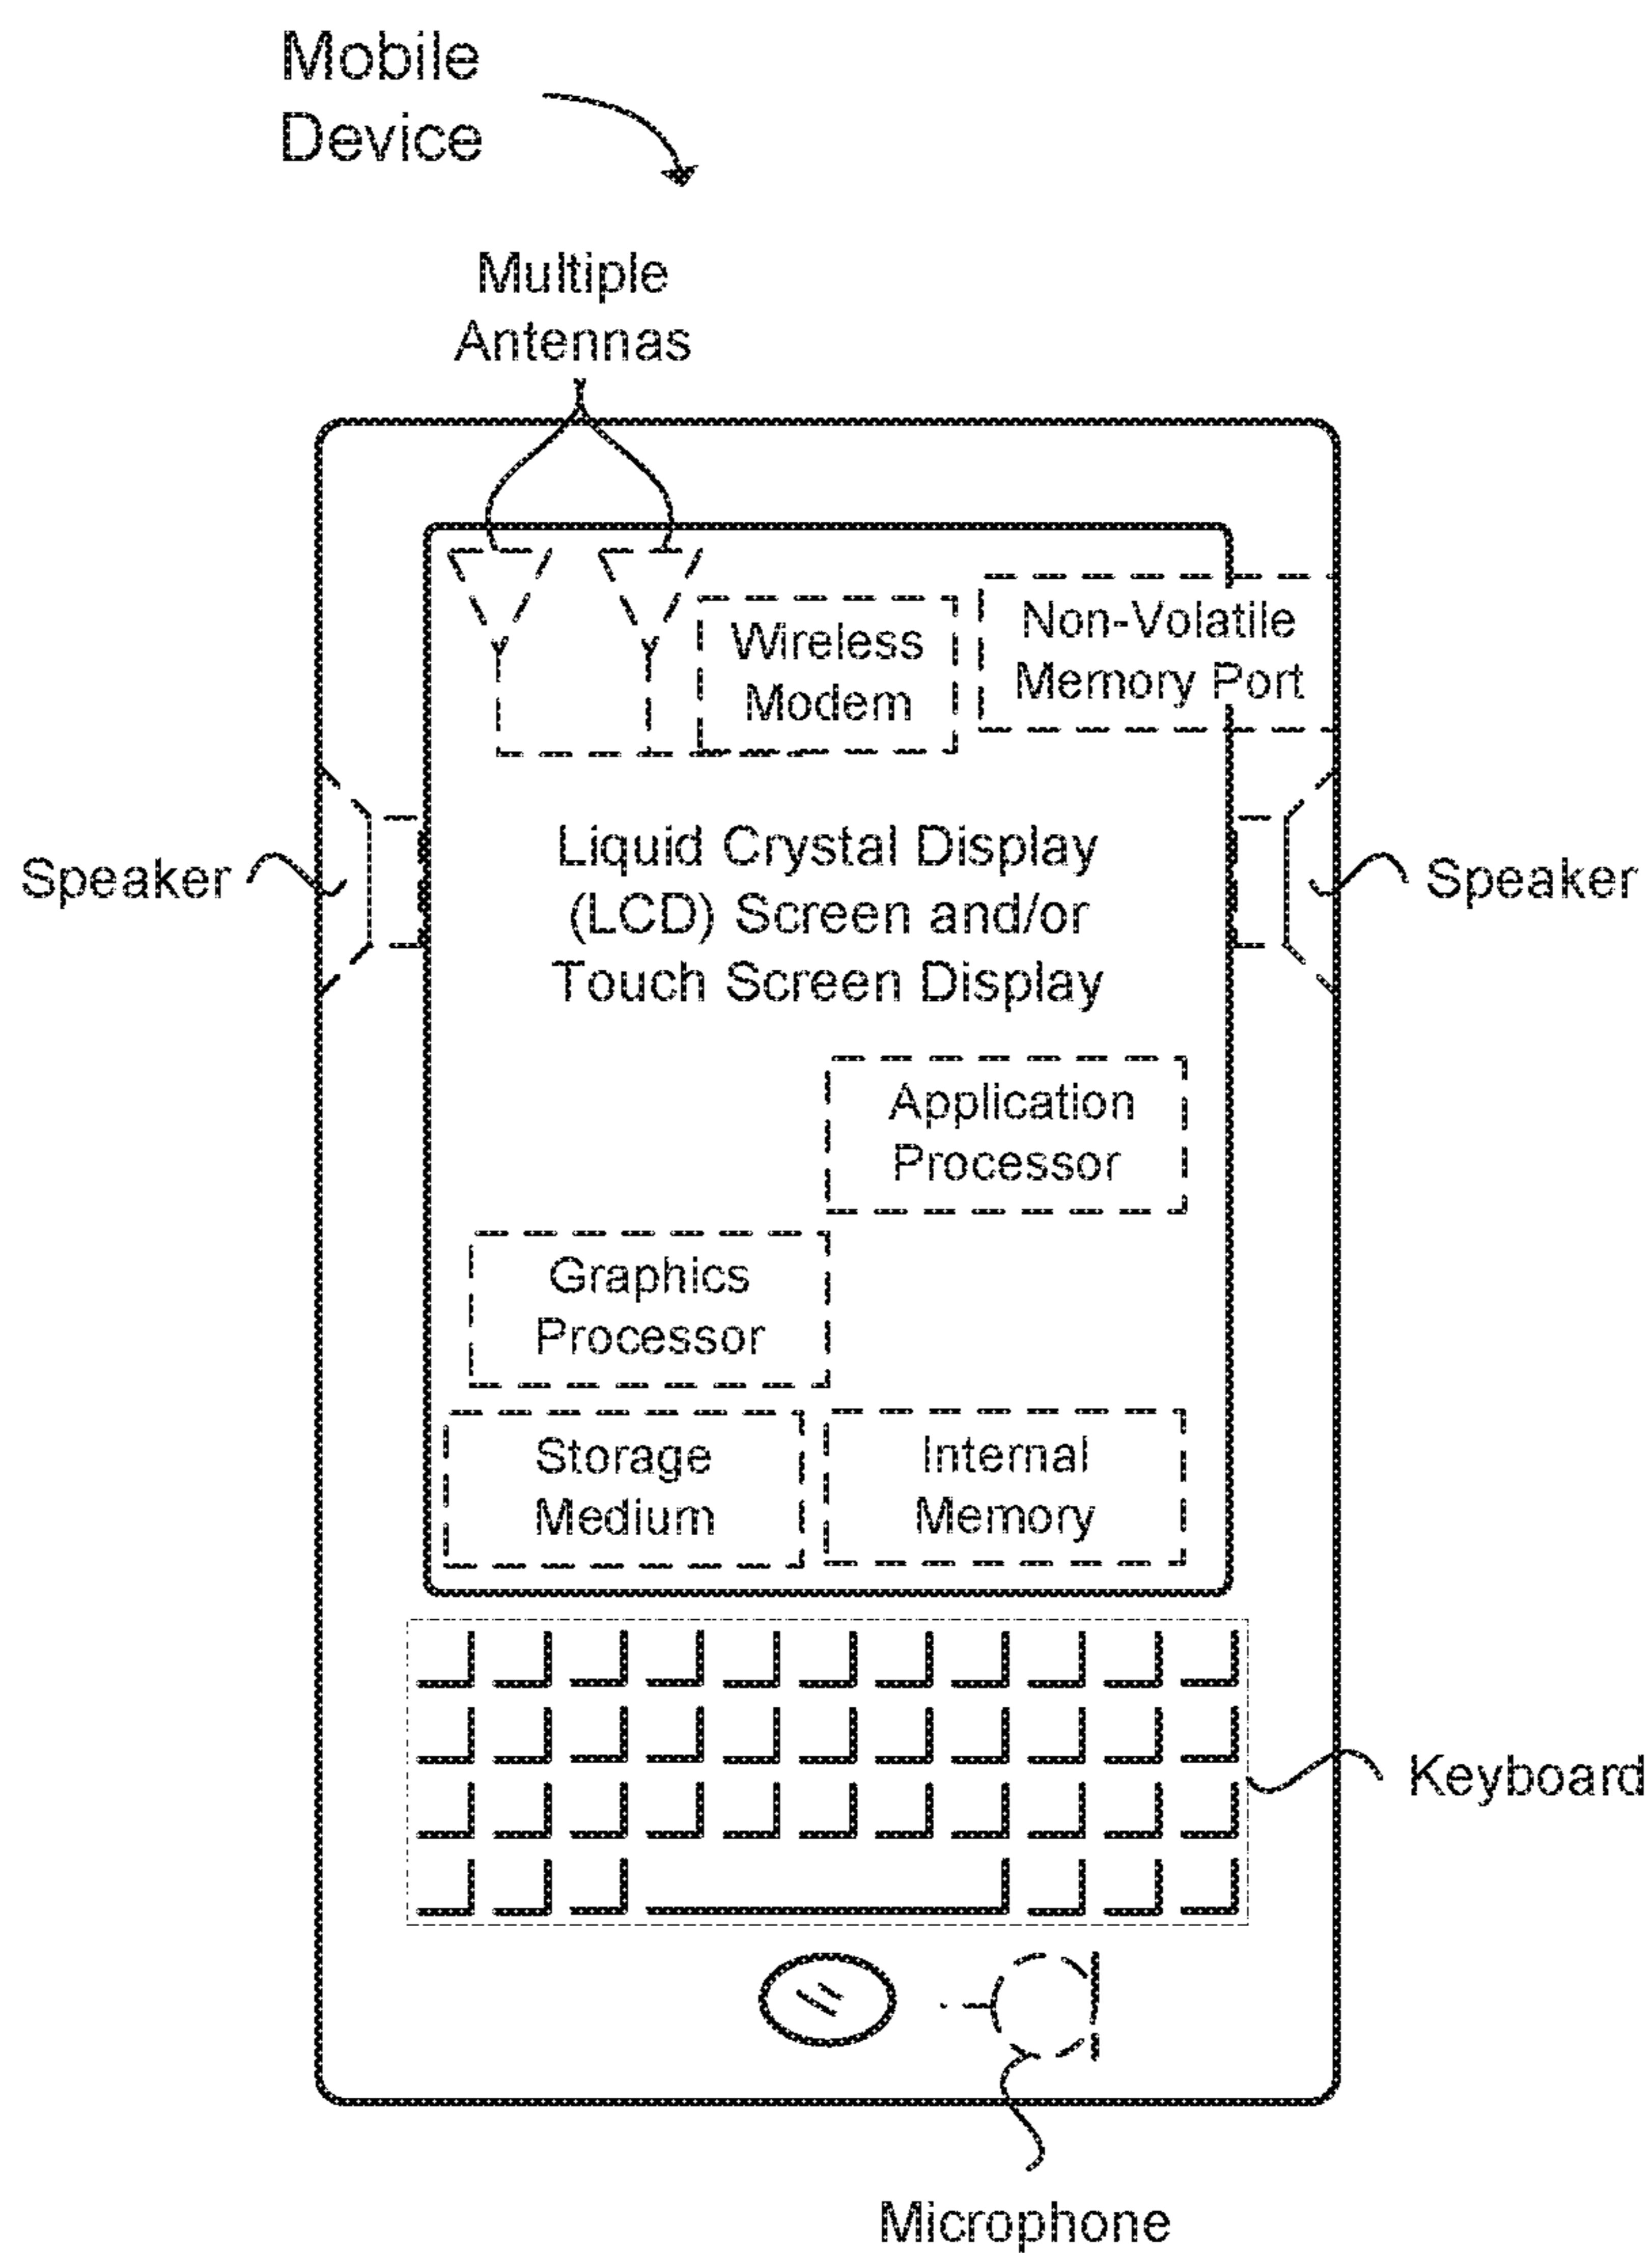 Mobile
Device
Multiple
Antennas
Wireless
Modem
Non-Volatile
Memory Port
Speaker
Liquid Crystal Display
(LCD) Screen and/or
Touch Screen Display
Speaker
Application
Processor
Graphics
Processor
Storage
Medium
Internal
Memory
Keyboard
Microphone